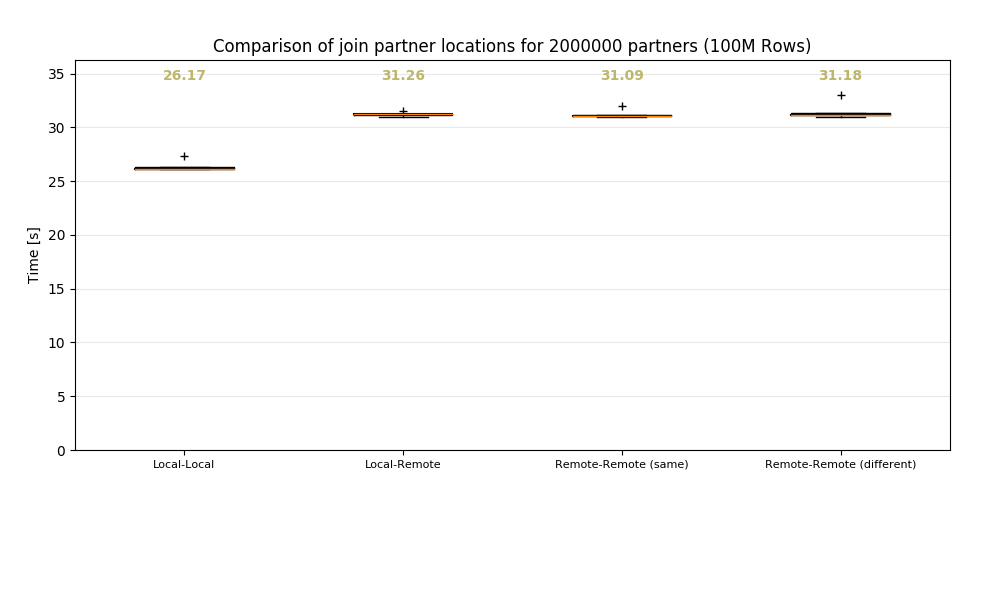 Comparison of join partner locations for 2000000 partners (100M Rows)
26.17 31.26 31.09 31.18
35
30
25
20
15
10
5
0
Time [s]
Local-Local Local-Remote Remote-Remote (same) Remote-Remote (different)